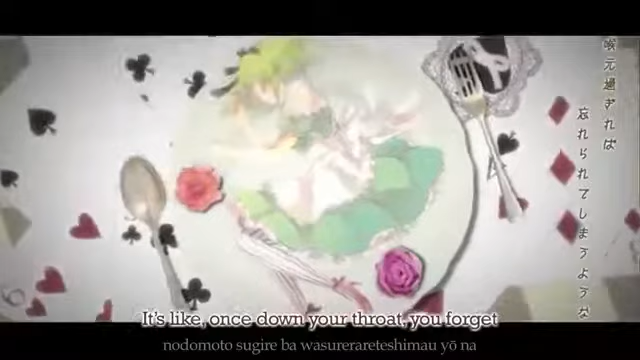 喉元過ぎれば
忘れられてしまうような
It's like, once down your throat, you forget
nodomoto sugire ba wasurerareteshimau yō na